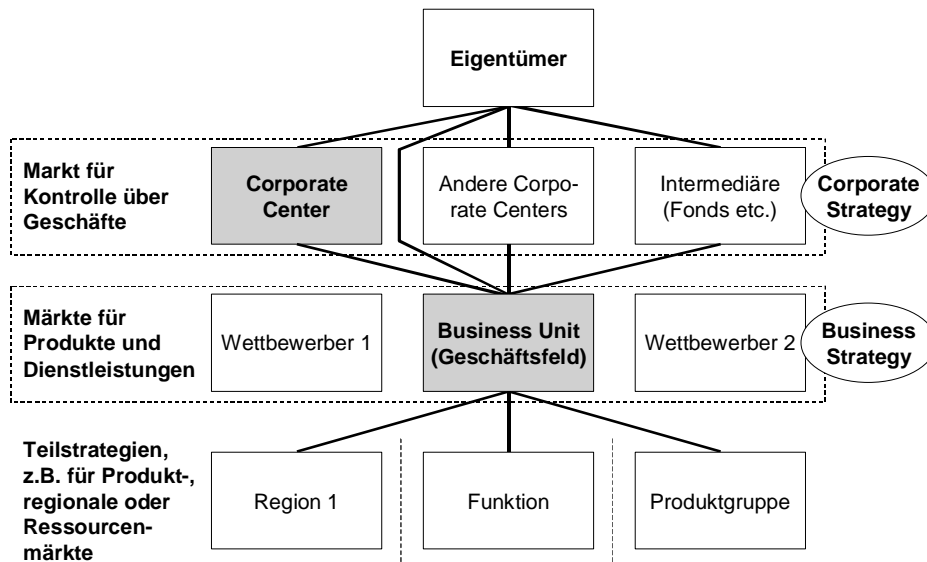 Eigentümer
Markt für
Kontrolle über
Geschäfte
Corporate
Center
Andere Corpo-
rate Centers
Intermediäre
(Fonds etc.)
Corporate
Strategy
Märkte für
Produkte und
Dienstleistungen
Wettbewerber 1
Business Unit
(Geschäftsfeld)
Wettbewerber 2
Business
Strategy
Teilstrategien,
z.B. für Produkt-,
regionale oder
Ressourcen-
märkte
Region 1
Funktion
Produktgruppe